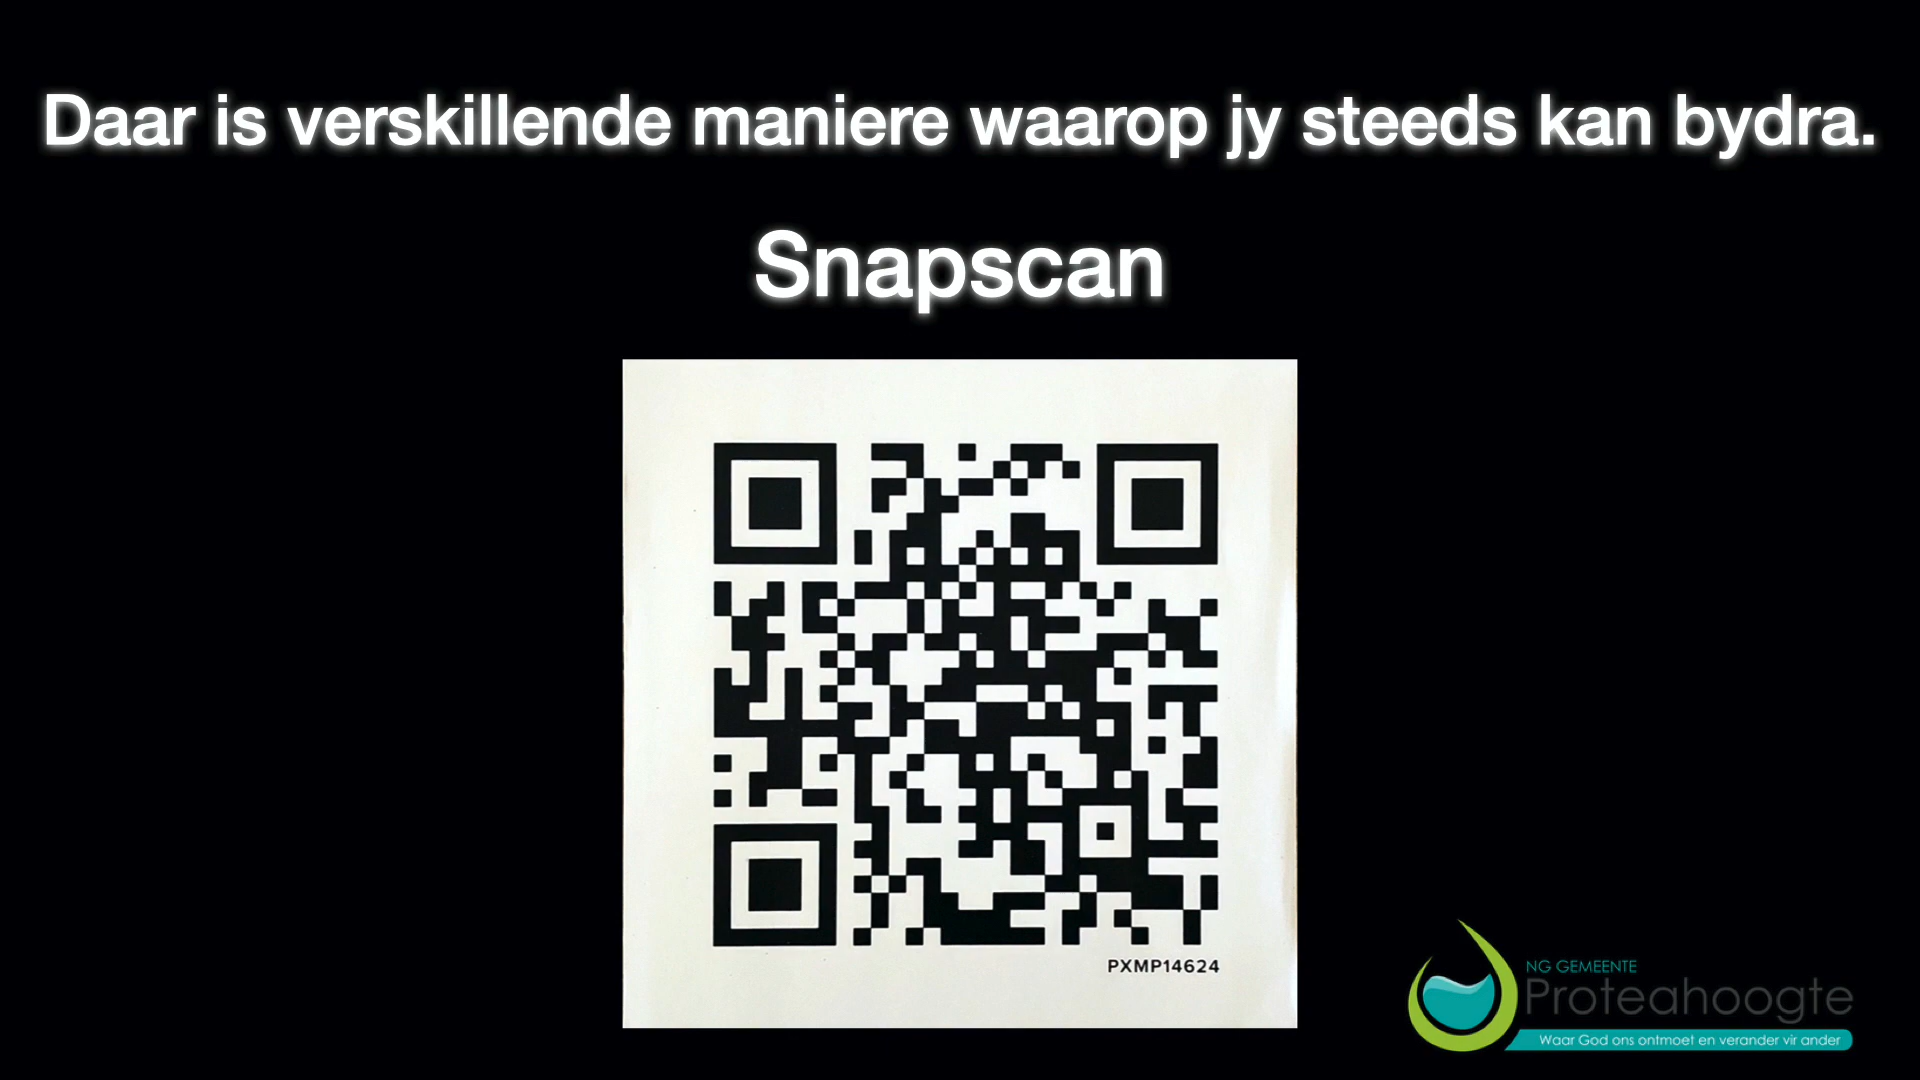 Daar is verskillende maniere waarop jy steeds kan bydra.
Snapscan
PXMP14624
NG GEMEENTE
Proteahoogte
Waar God ons ontmoet en verander vir ander